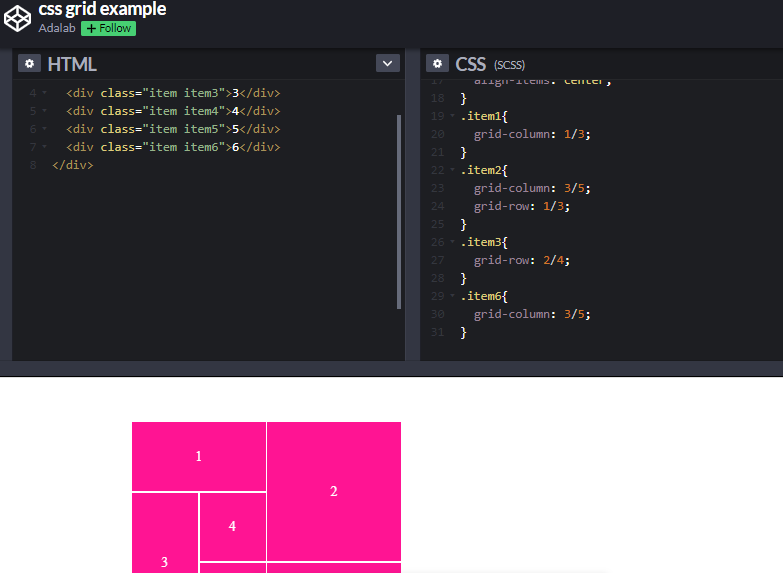 css grid example
Adalab + Follow
HTML
4 <div class="item item3">3</div>
5 <div class="item item4">4</div>
6 <div class="item item5">5</div>
7 <div class="item item6">6</div>
8 </div>
CSS (SCSS)
17 align-items: center;
18 }
19 .item1{
20 grid-column: 1/3;
21 }
22 .item2{
23 grid-column: 3/5;
24 grid-row: 1/3;
25 }
26 .item3{
27 grid-row: 2/4;
28 }
29 .item6{
30 grid-column: 3/5;
31 }
1
2
4
3